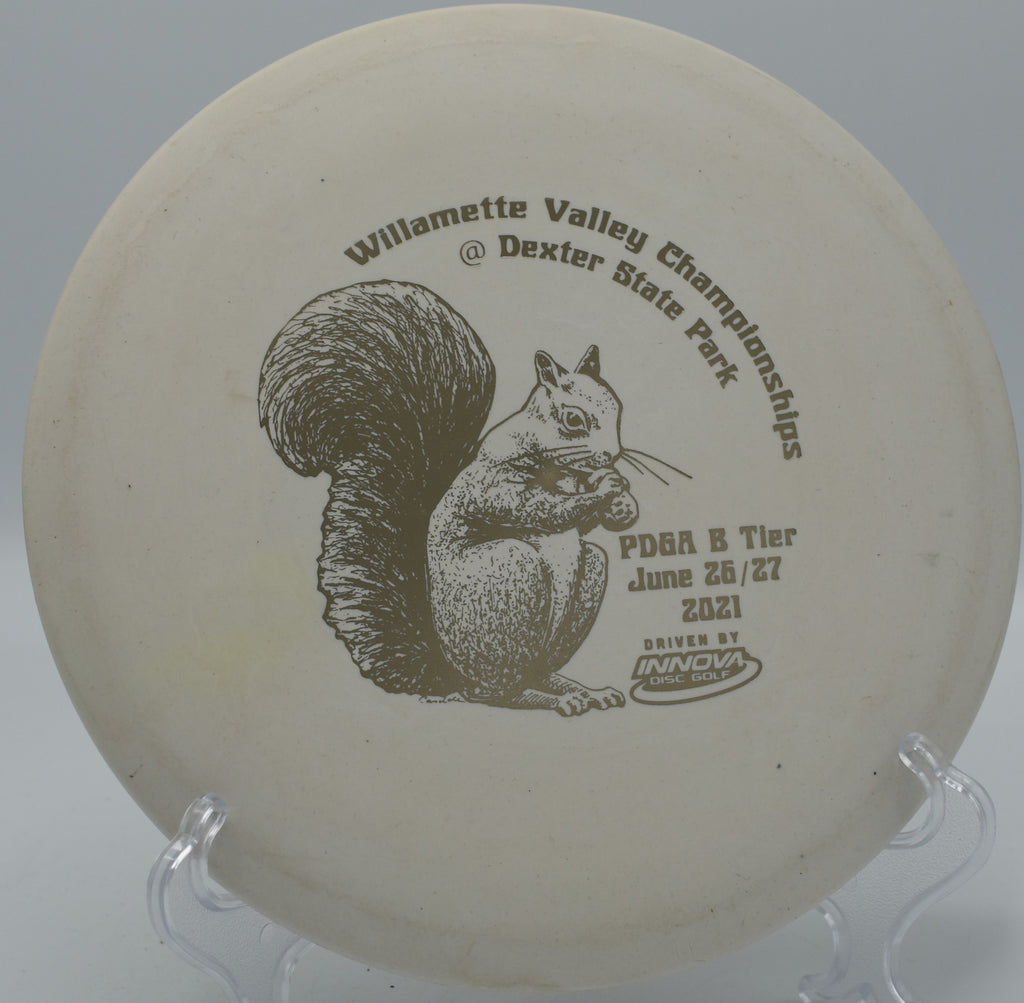 Willamette Valley Championships
@ Dexter State Park
PDGA B Tier
June 26/27
2021
DRIVEN BY
INNOVA
DISC GOLF